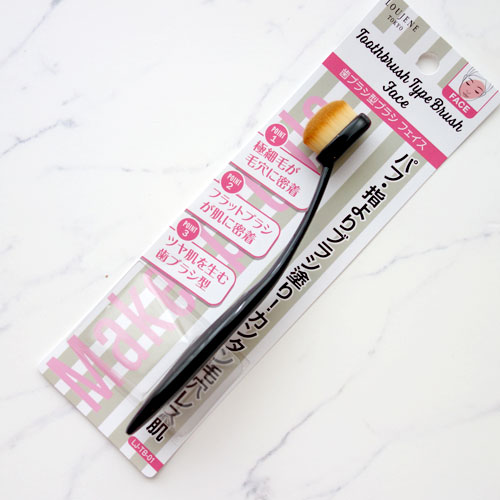 LOUJENE
TOKYO
Toothbrush Type Brush
Face
歯ブラシ型ブラシ フェイス
FACE
POINT
1
極細毛が
毛穴に密着
POINT
2
フラットブラシ
が肌に密着
POINT
3
ツヤ肌を生む
歯ブラシ型
パフ・指よりブラシ塗り!カンタン毛穴レス肌
Make
LJ-TB-01